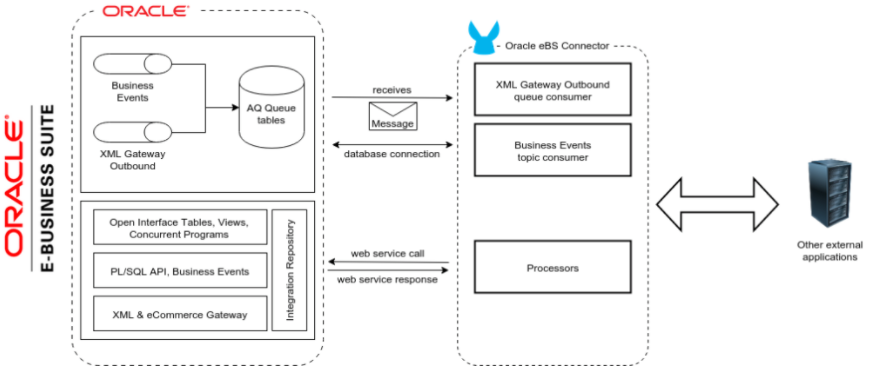 ORACLE
E-BUSINESS SUITE
ORACLE
Business
Events
XML Gateway
Outbound
AQ Queue
tables
Open Interface Tables, Views,
Concurrent Programs
PL/SQL API, Business Events
XML & eCommerce Gateway
Integration Repository
receives
Message
database connection
web service call
web service response
Oracle eBS Connector
XML Gateway Outbound
queue consumer
Business Events
topic consumer
Processors
Other external
applications